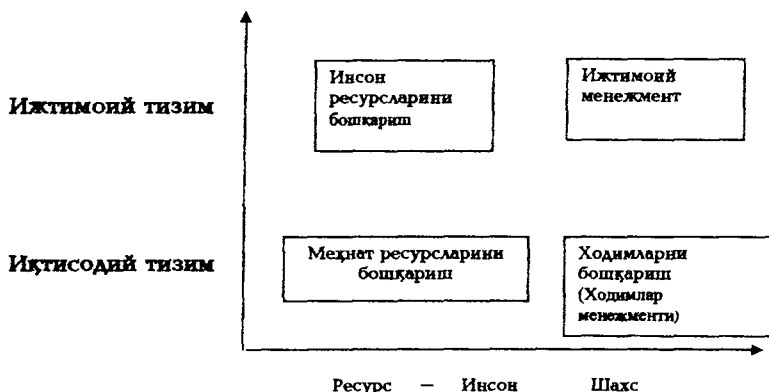 Ижтимоий тизим
Инсон
ресурсларини
бошқариш
Ижтимоий
менежмент
Иқтисодий тизим
Меҳнат ресурсларини
бошқариш
Ходимларни
бошқариш
(Ходимлар
менежменти)
Ресурс – Инсон Шахс